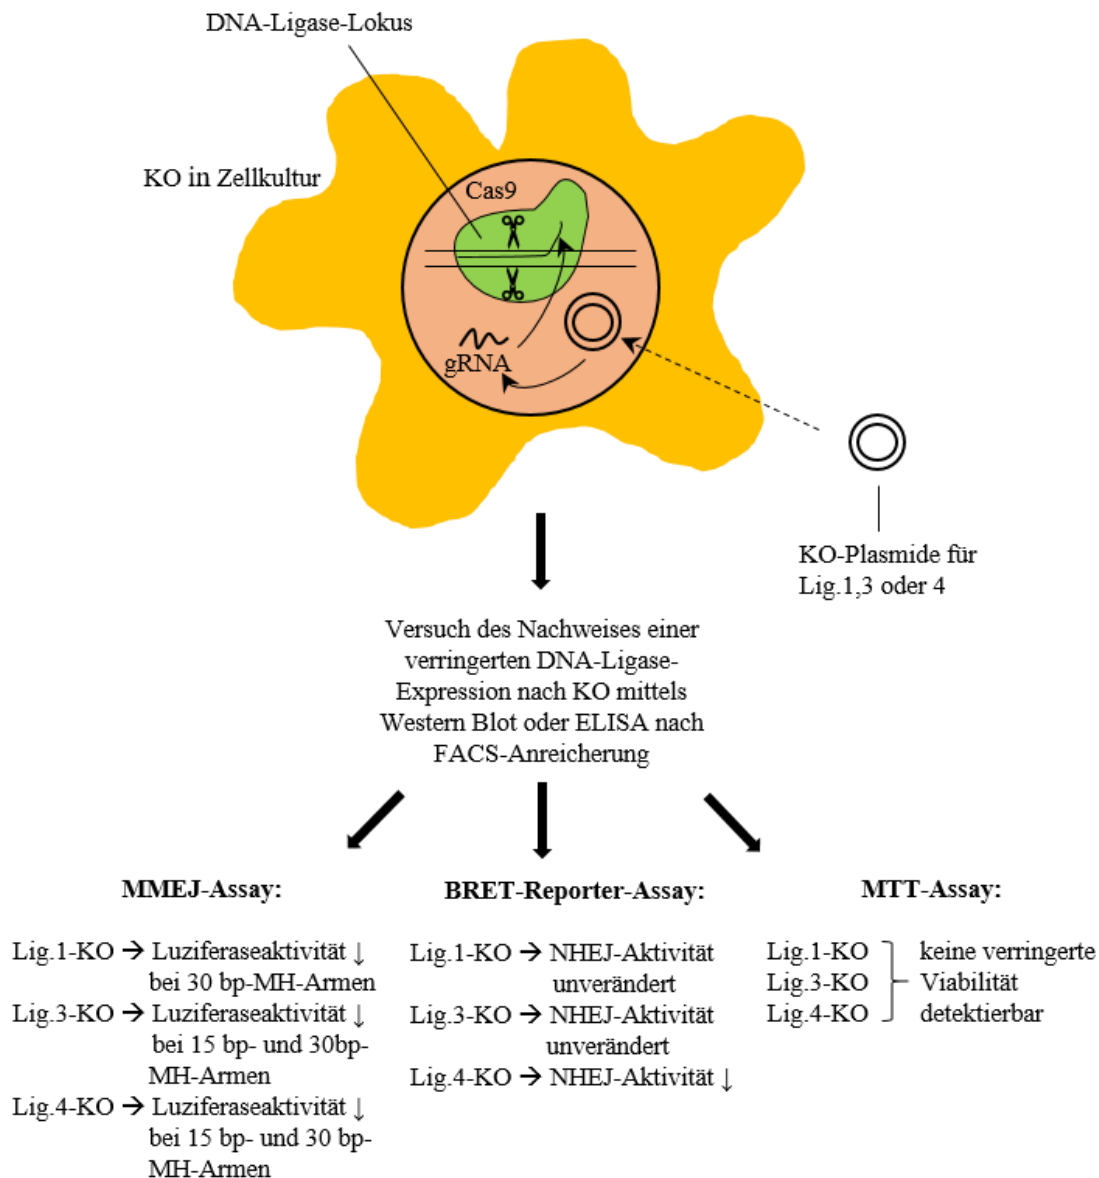 DNA-Ligase-Lokus
KO in Zellkultur
Cas9
gRNA
KO-Plasmide für
Lig.1,3 oder 4
Versuch des Nachweises einer
verringerten DNA-Ligase-
Expression nach KO mittels
Western Blot oder ELISA nach
FACS-Anreicherung
MMEJ-Assay:
Lig.1-KO → Luziferaseaktivität ↓
bei 30 bp-MH-Armen
Lig.3-KO → Luziferaseaktivität ↓
bei 15 bp- und 30bp-
MH-Armen
Lig.4-KO → Luziferaseaktivität ↓
bei 15 bp- und 30 bp-
MH-Armen
BRET-Reporter-Assay:
Lig.1-KO → NHEJ-Aktivität
unverändert
Lig.3-KO → NHEJ-Aktivität
unverändert
Lig.4-KO → NHEJ-Aktivität ↓
MTT-Assay:
Lig.1-KO
Lig.3-KO
Lig.4-KO
keine verringerte
Viabilität
detektierbar